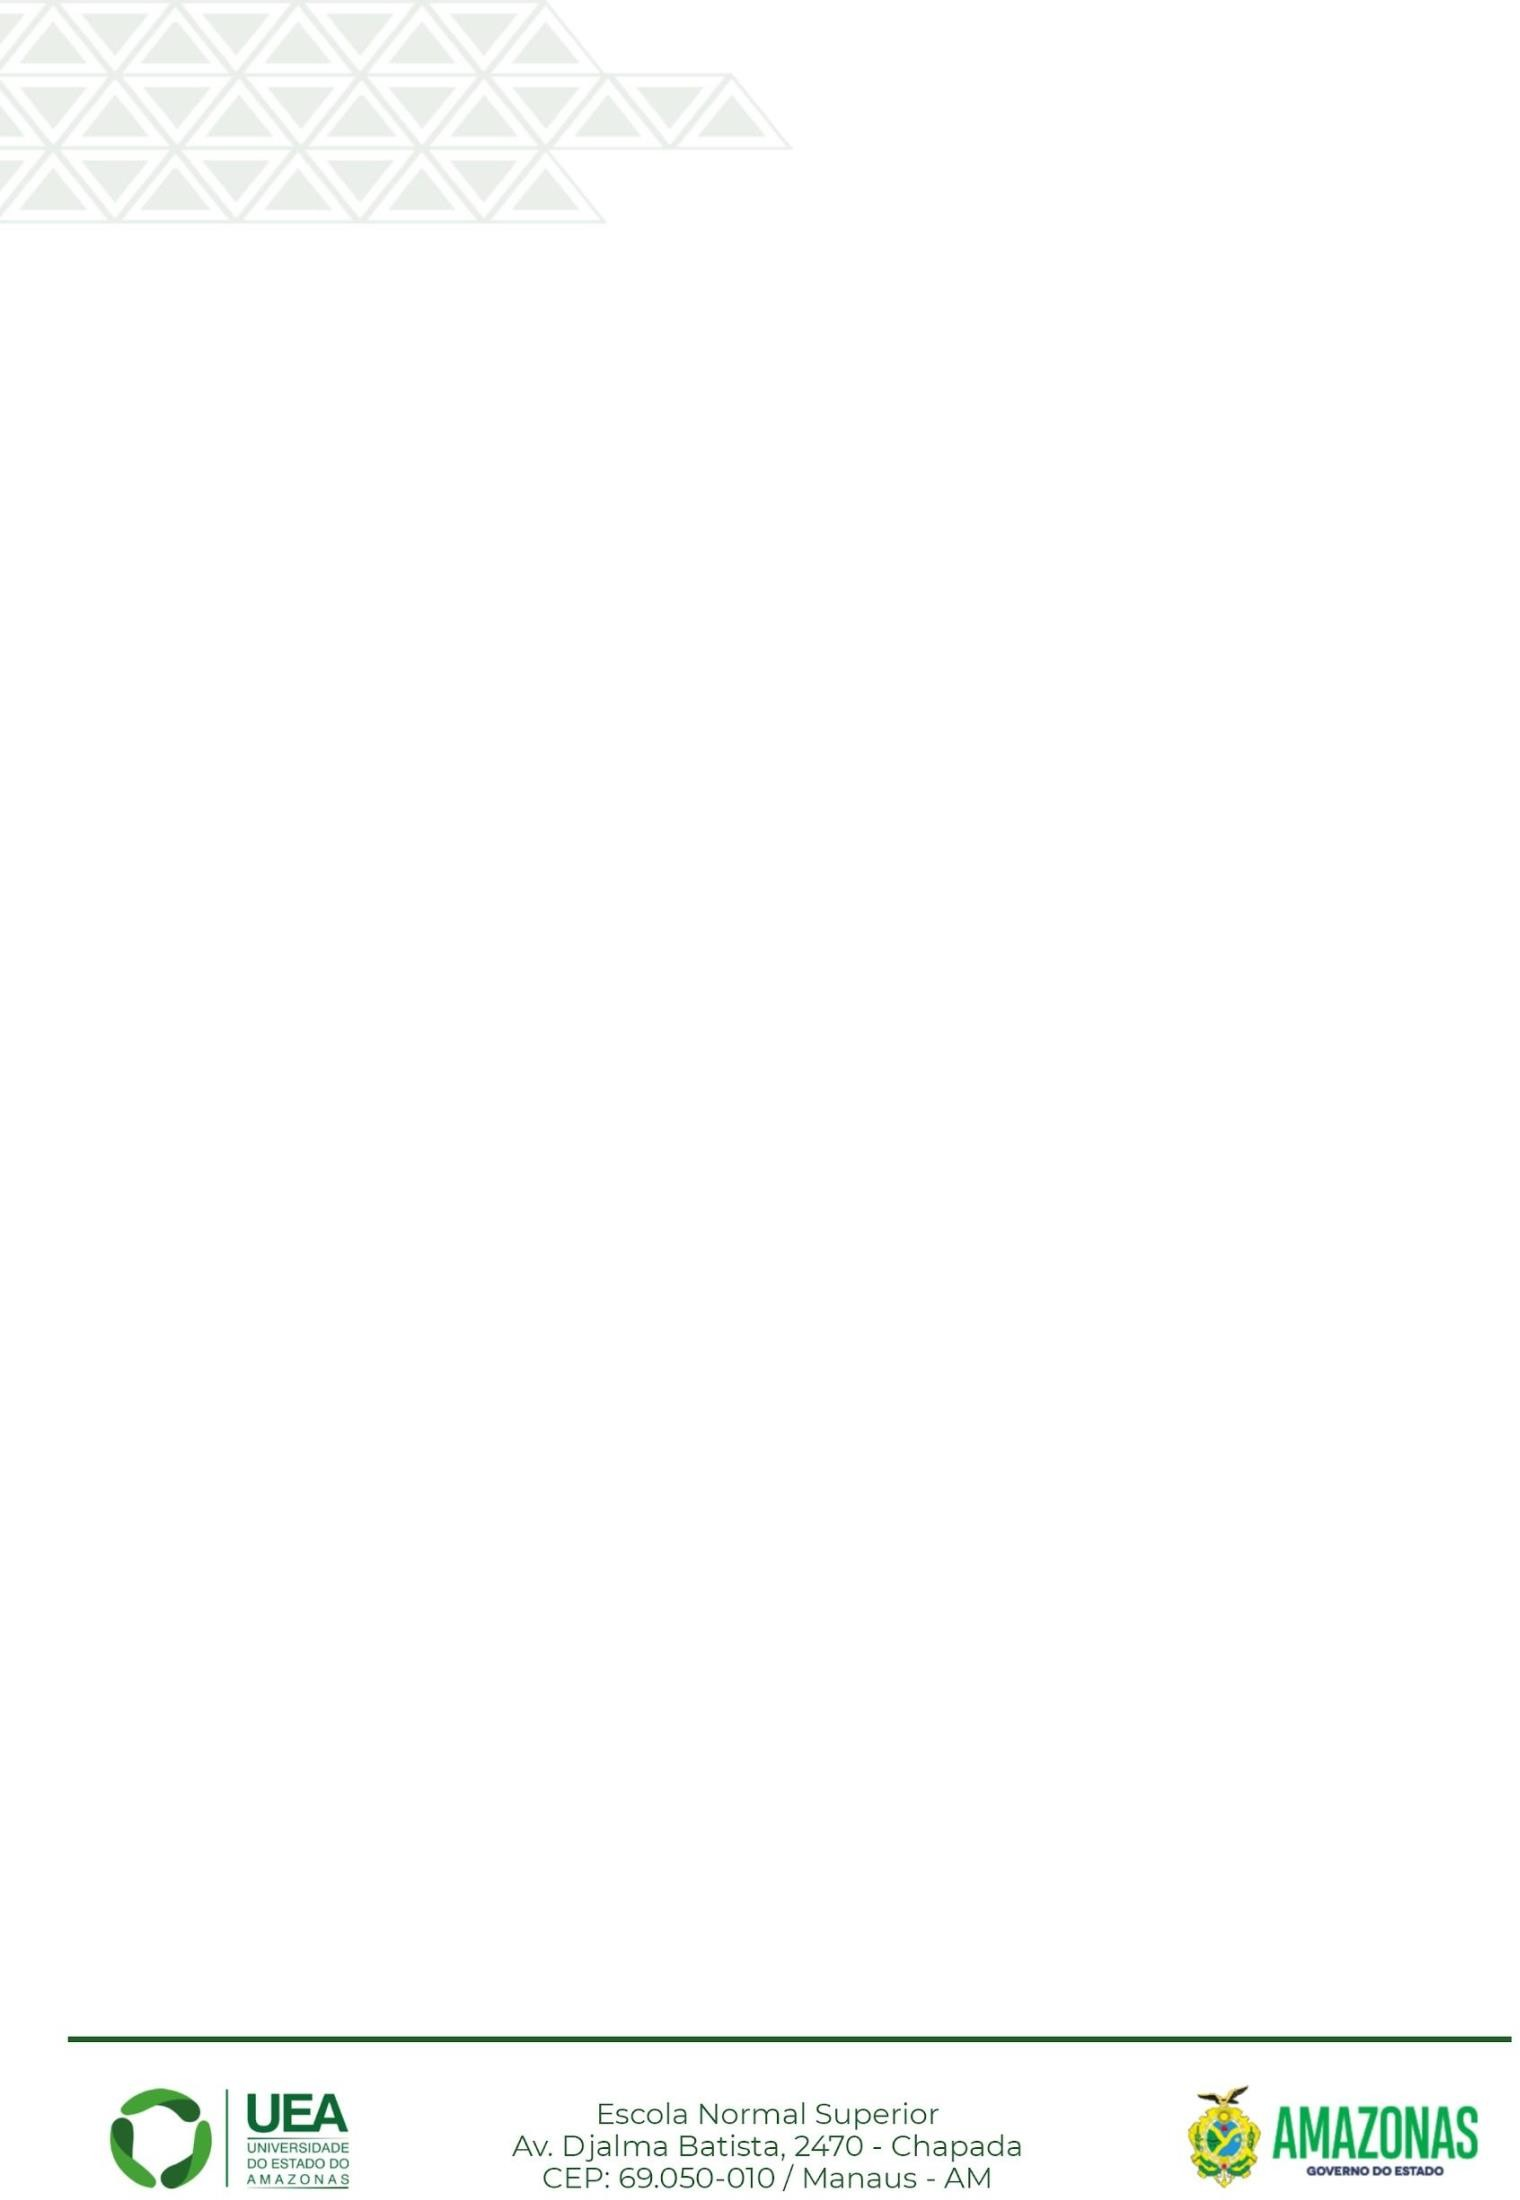 UEA
UNIVERSIDADE
DO ESTADO DO
AMAZONAS
Escola Normal Superior
Av. Djalma Batista, 2470 - Chapada
CEP: 69.050-010 / Manaus - AM
AMAZONAS
GOVERNO DO ESTADO